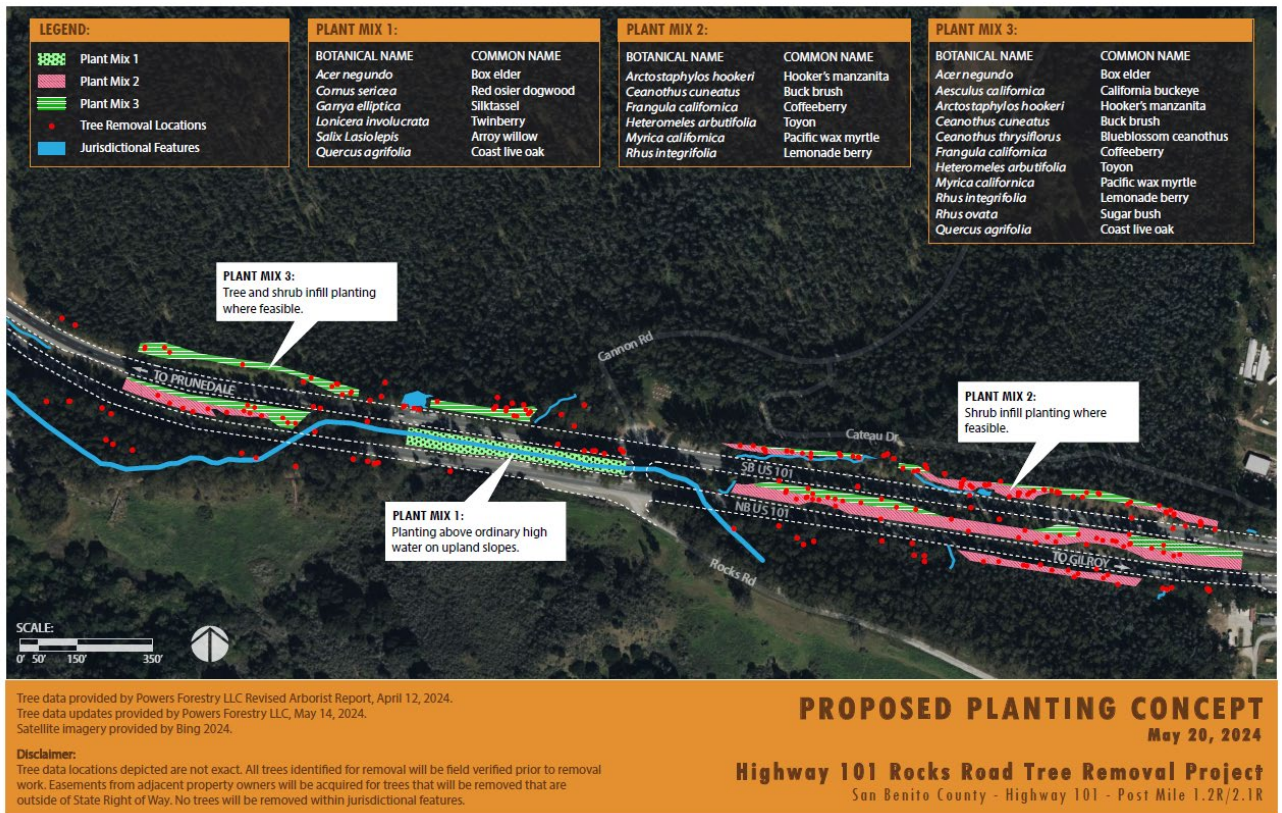 LEGEND:
Plant Mix 1
Plant Mix 2
Plant Mix 3
Tree Removal Locations
Jurisdictional Features
PLANT MIX 1:
BOTANICAL NAME COMMON NAME
Acer negundo Box elder
Cornus sericea Red osier dogwood
Garrya elliptica Silktassel
Lonicera involucrata Twinberry
Salix Lasiolepis Arroy willow
Quercus agrifolia Coast live oak
PLANT MIX 2:
BOTANICAL NAME COMMON NAME
Arctostaphylos hookeri Hooker's manzanita
Ceanothus cuneatus Buck brush
Frangula californica Coffeeberry
Heteromeles arbutifolia Toyon
Myrica californica Pacific wax myrtle
Rhus integrifolia Lemonade berry
PLANT MIX 3:
BOTANICAL NAME COMMON NAME
Acer negundo Box elder
Aesculus californica California buckeye
Arctostaphylos hookeri Hooker's manzanita
Ceanothus cuneatus Buck brush
Ceanothus thrysiflorus Blueblossom ceanothus
Frangula californica Coffeeberry
Heteromeles arbutifolia Toyon
Myrica californica Pacific wax myrtle
Rhus integrifolia Lemonade berry
Rhus ovata Sugar bush
Quercus agrifolia Coast live oak
PLANT MIX 3:
Tree and shrub infill planting
where feasible.
Cannon Rd
TO PRUNEDALE
PLANT MIX 2:
Shrub infill planting where
feasible.
Cateau Dr
SB US 101
NB US 101
PLANT MIX 1:
Planting above ordinary high
water on upland slopes.
TO GILROY
Rocks Rd
SCALE:
0' 50' 150' 350'
Tree data provided by Powers Forestry LLC Revised Arborist Report, April 12, 2024.
Tree data updates provided by Powers Forestry LLC, May 14, 2024.
Satellite imagery provided by Bing 2024.
Disclaimer:
Tree data locations depicted are not exact. All trees identified for removal will be field verified prior to removal
work. Easements from adjacent property owners will be acquired for trees that will be removed that are
outside of State Right of Way. No trees will be removed within jurisdictional features.
PROPOSED PLANTING CONCEPT
May 20, 2024
Highway 101 Rocks Road Tree Removal Project
San Benito County - Highway 101 - Post Mile 1.2R/2.1R